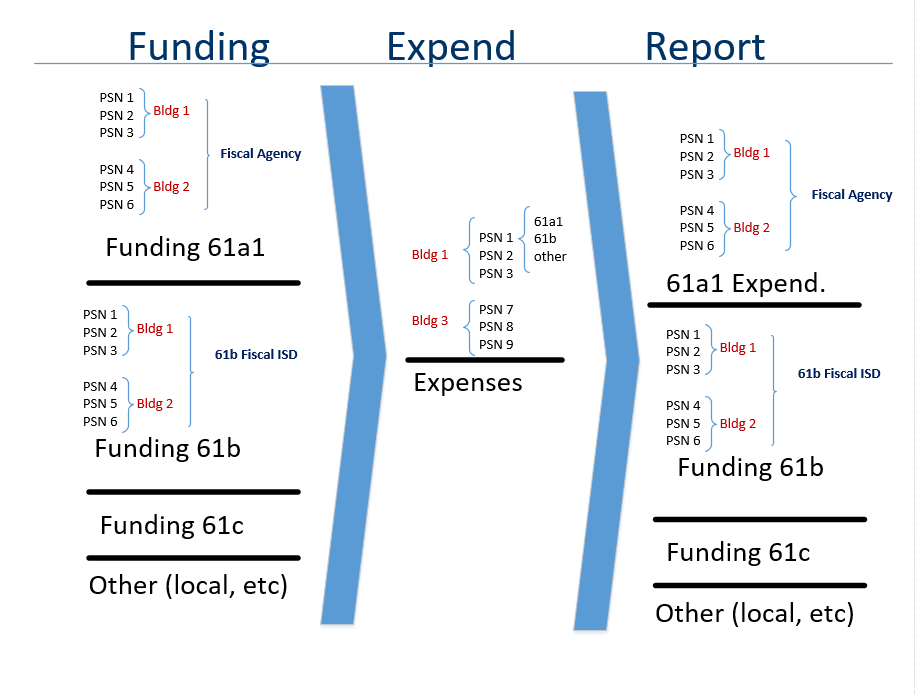 Funding
Expend
Report
PSN 1
PSN 2
PSN 3
Bldg 1
PSN 4
PSN 5
PSN 6
Bldg 2
Fiscal Agency
Funding 61a1
PSN 1
PSN 2
PSN 3
Bldg 1
PSN 4
PSN 5
PSN 6
Bldg 2
61b Fiscal ISD
Funding 61b
Funding 61c
Other (local, etc)
Bldg 1
PSN 1
PSN 2
PSN 3
61a1
61b
other
Bldg 3
PSN 7
PSN 8
PSN 9
Expenses
PSN 1
PSN 2
PSN 3
Bldg 1
PSN 4
PSN 5
PSN 6
Bldg 2
Fiscal Agency
61a1 Expend.
PSN 1
PSN 2
PSN 3
Bldg 1
PSN 4
PSN 5
PSN 6
Bldg 2
61b Fiscal ISD
Funding 61b
Funding 61c
Other (local, etc)